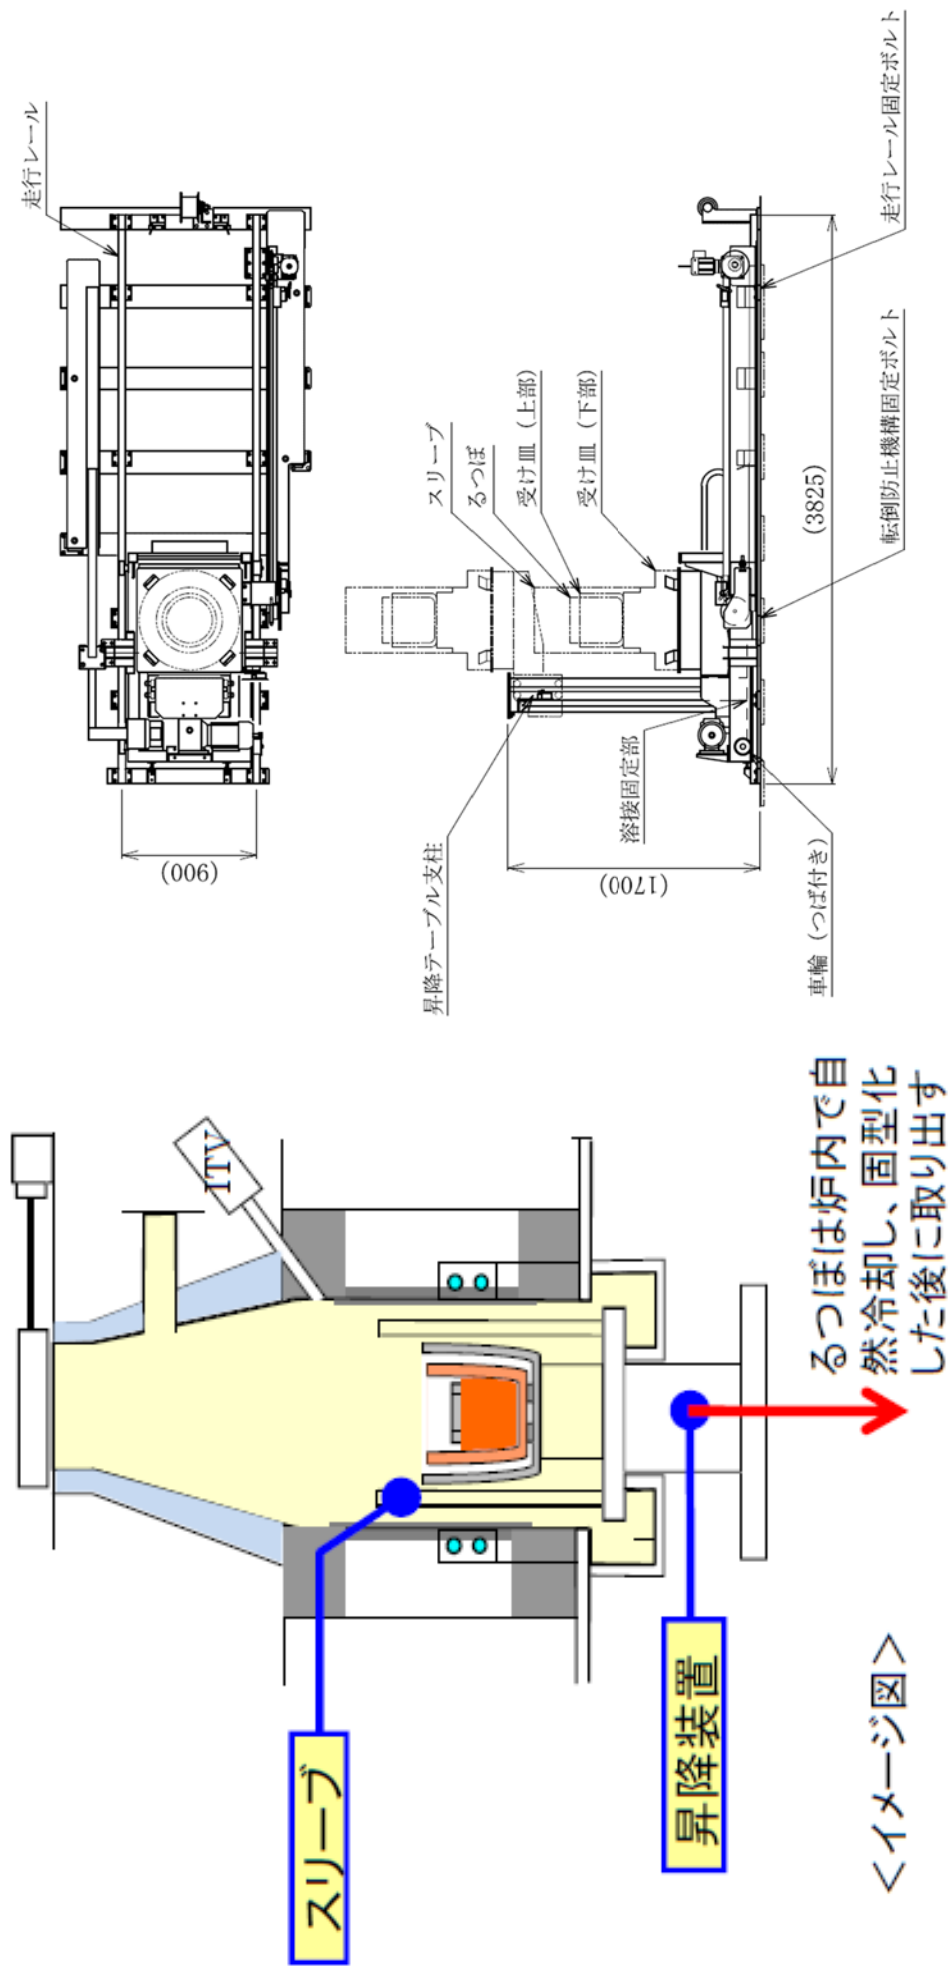 スリーブ
昇降装置
ITV
るつぼは炉内で自
然冷却し、固型化
した後に取り出す
<イメージ図>
走行レール
(900)
昇降テーブル支柱
スリーブ
るつぼ
受け皿（上部）
受け皿（下部）
(1700)
溶接固定部
(3825)
車輪（つば付き）
転倒防止機構固定ボルト
走行レール固定ボルト